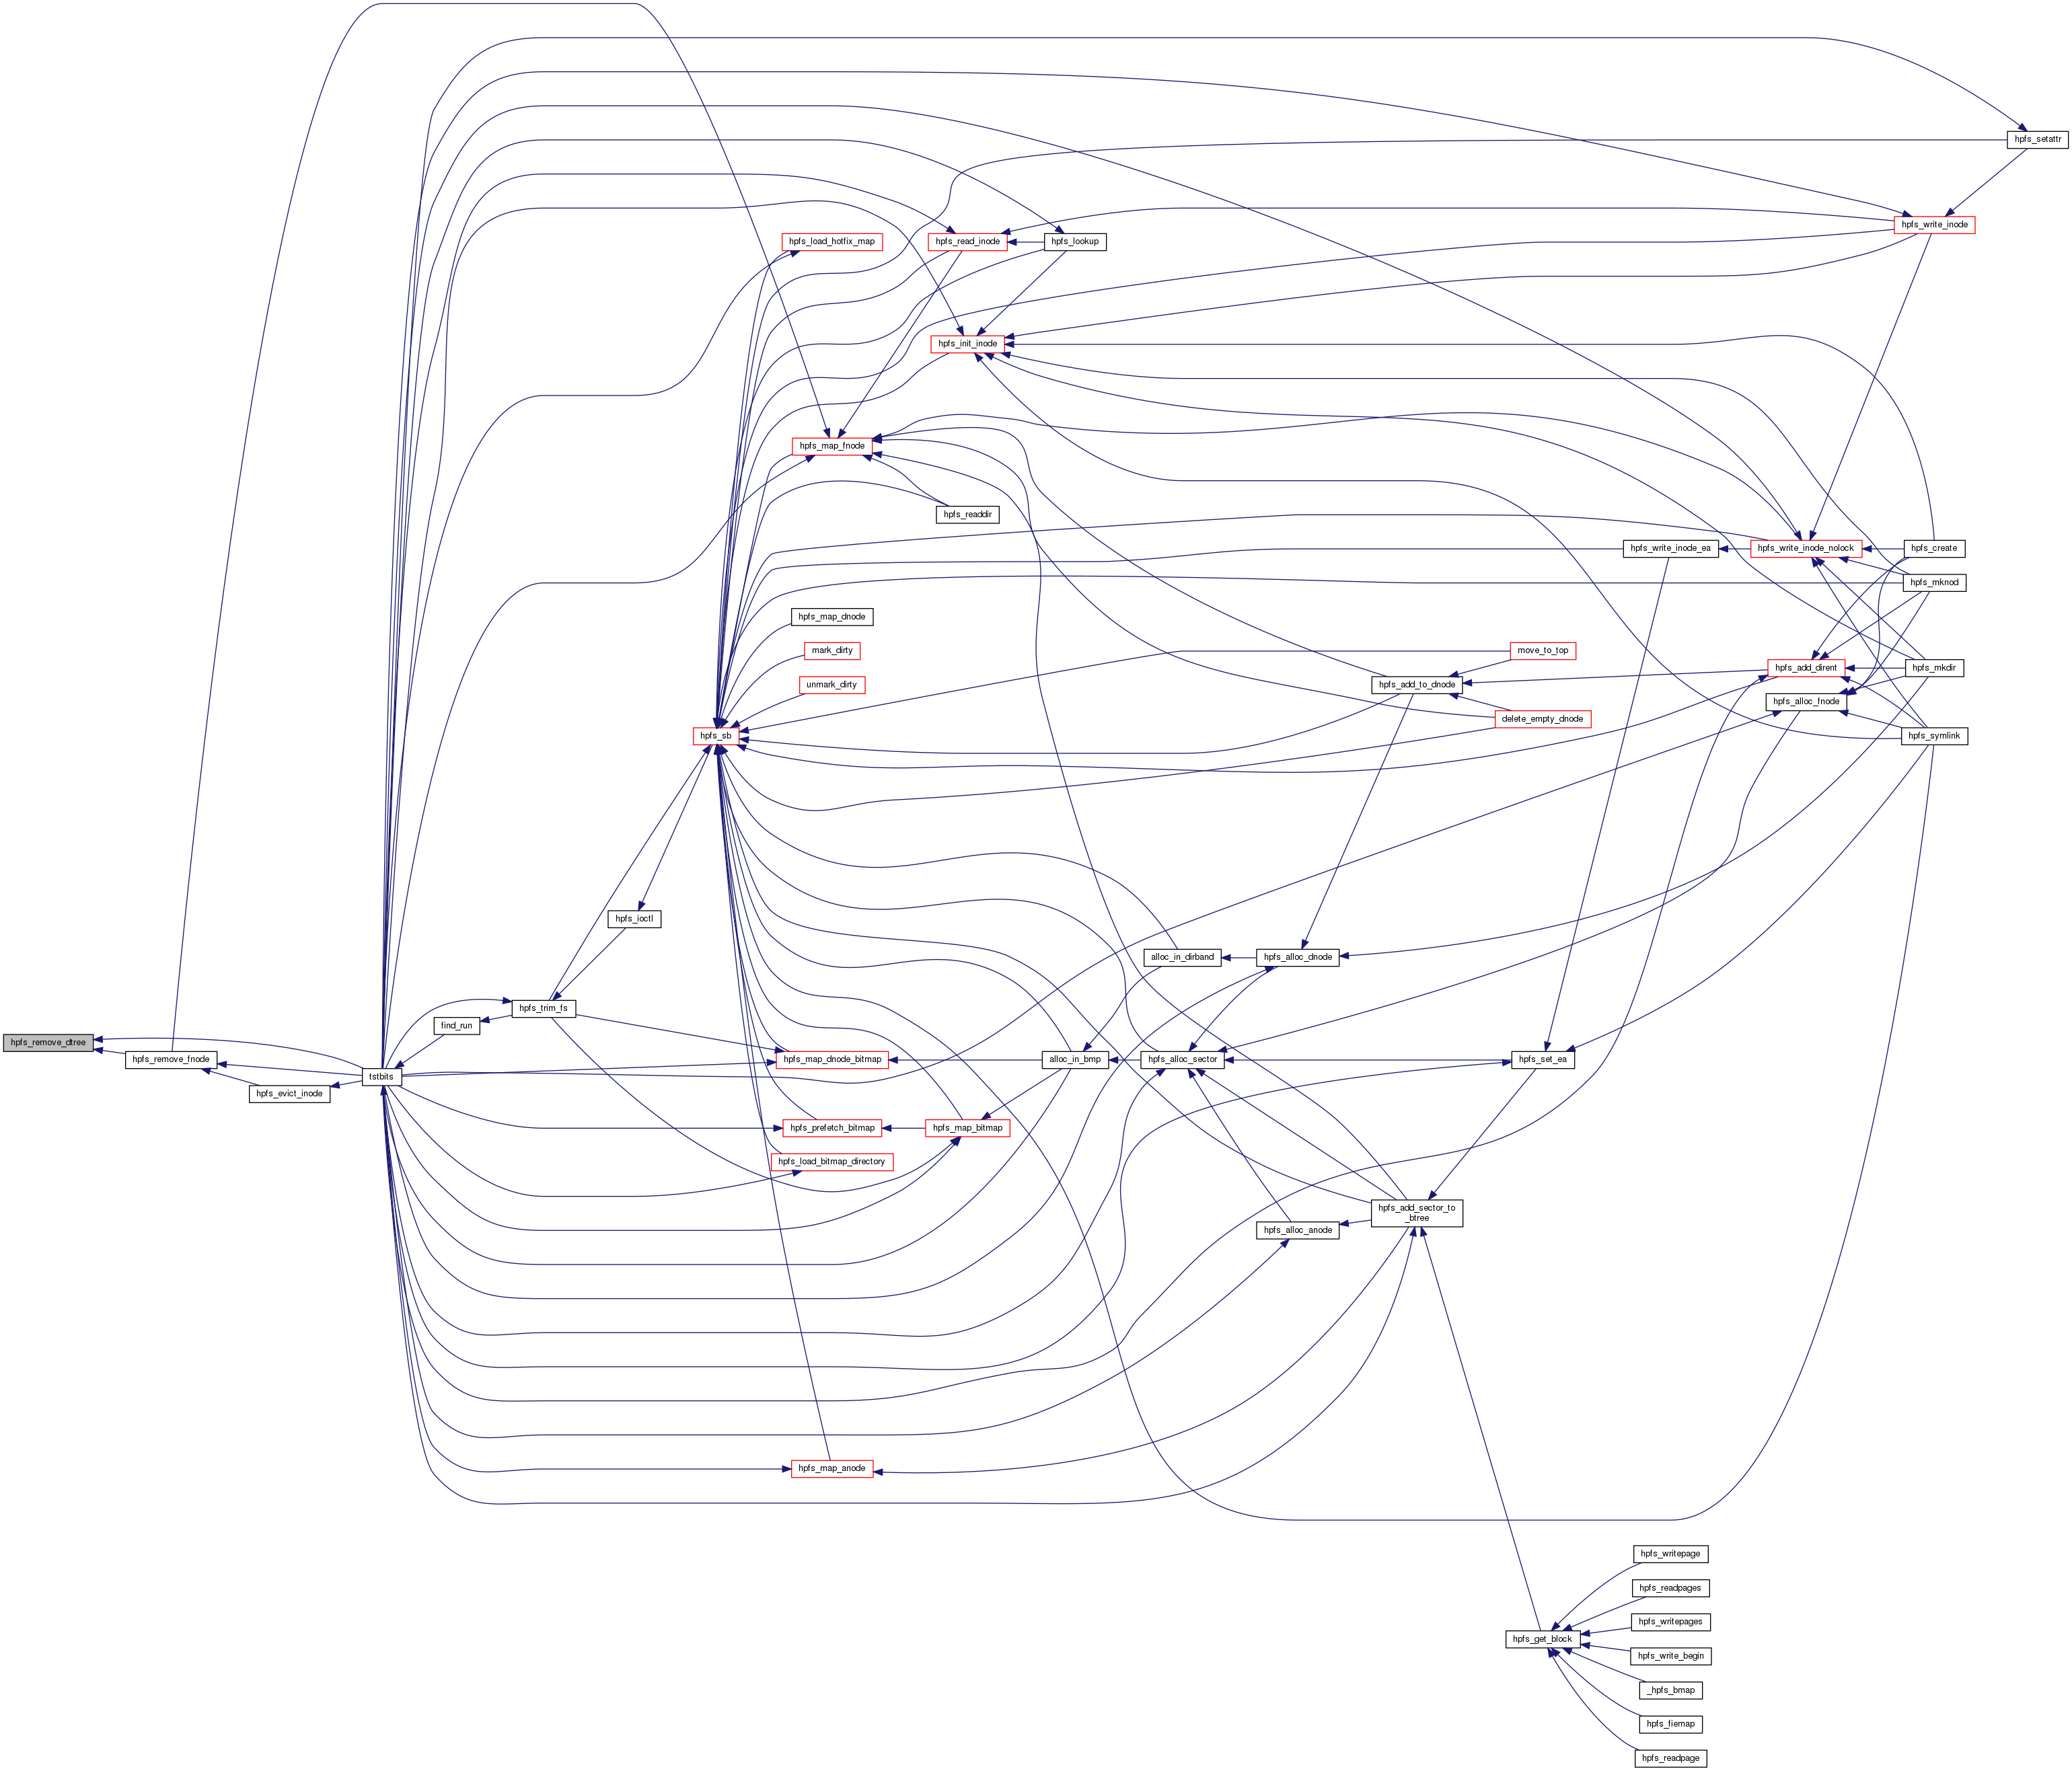 hpfs_setattr
hpfs_write_inode
hpfs_load_hotfix_map
hpfs_read_inode
hpfs_lookup
hpfs_init_inode
hpfs_map_fnode
hpfs_readdir
hpfs_write_inode_ea
hpfs_write_inode_nolock
hpfs_create
hpfs_mknod
hpfs_map_dnode
mark_dirty
move_to_top
hpfs_add_dirent
hpfs_mkdir
unmark_dirty
hpfs_add_to_dnode
hpfs_alloc_fnode
delete_empty_dnode
hpfs_sb
hpfs_symlink
hpfs_ioctl
alloc_in_dirband
hpfs_alloc_dnode
hpfs_trim_fs
find_run
hpfs_remove_dtree
hpfs_remove_fnode
hpfs_map_dnode_bitmap
alloc_in_bmp
hpfs_alloc_sector
hpfs_set_ea
tstbits
hpfs_evict_inode
hpfs_prefetch_bitmap
hpfs_map_bitmap
hpfs_load_bitmap_directory
hpfs_add_sector_to
_btree
hpfs_alloc_anode
hpfs_map_anode
hpfs_writepage
hpfs_readpages
hpfs_writepages
hpfs_get_block
hpfs_write_begin
_hpfs_bmap
hpfs_fiemap
hpfs_readpage